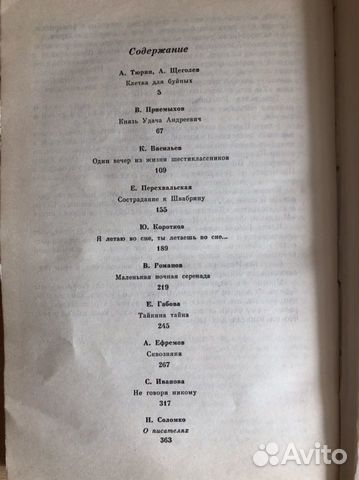 Содержание
А. Тюрин, А. Щеголев
Клетка для буйных
5
В. Приемыхов
Князь Удача Андреевич
67
К. Васильев
Один вечер из жизни шестиклассников
109
Е. Перехвальская
Сострадание к Швабрину
155
Ю. Коротков
Я летаю во сне, ты летаешь во сне...
189
В. Романов
Маленькая ночная серенада
219
Е. Габова
Тайкина тайна
245
А. Ефремов
Сквозняки
267
С. Иванова
Не говори никому
317
Н. Соломко
О писателях
363
Avito